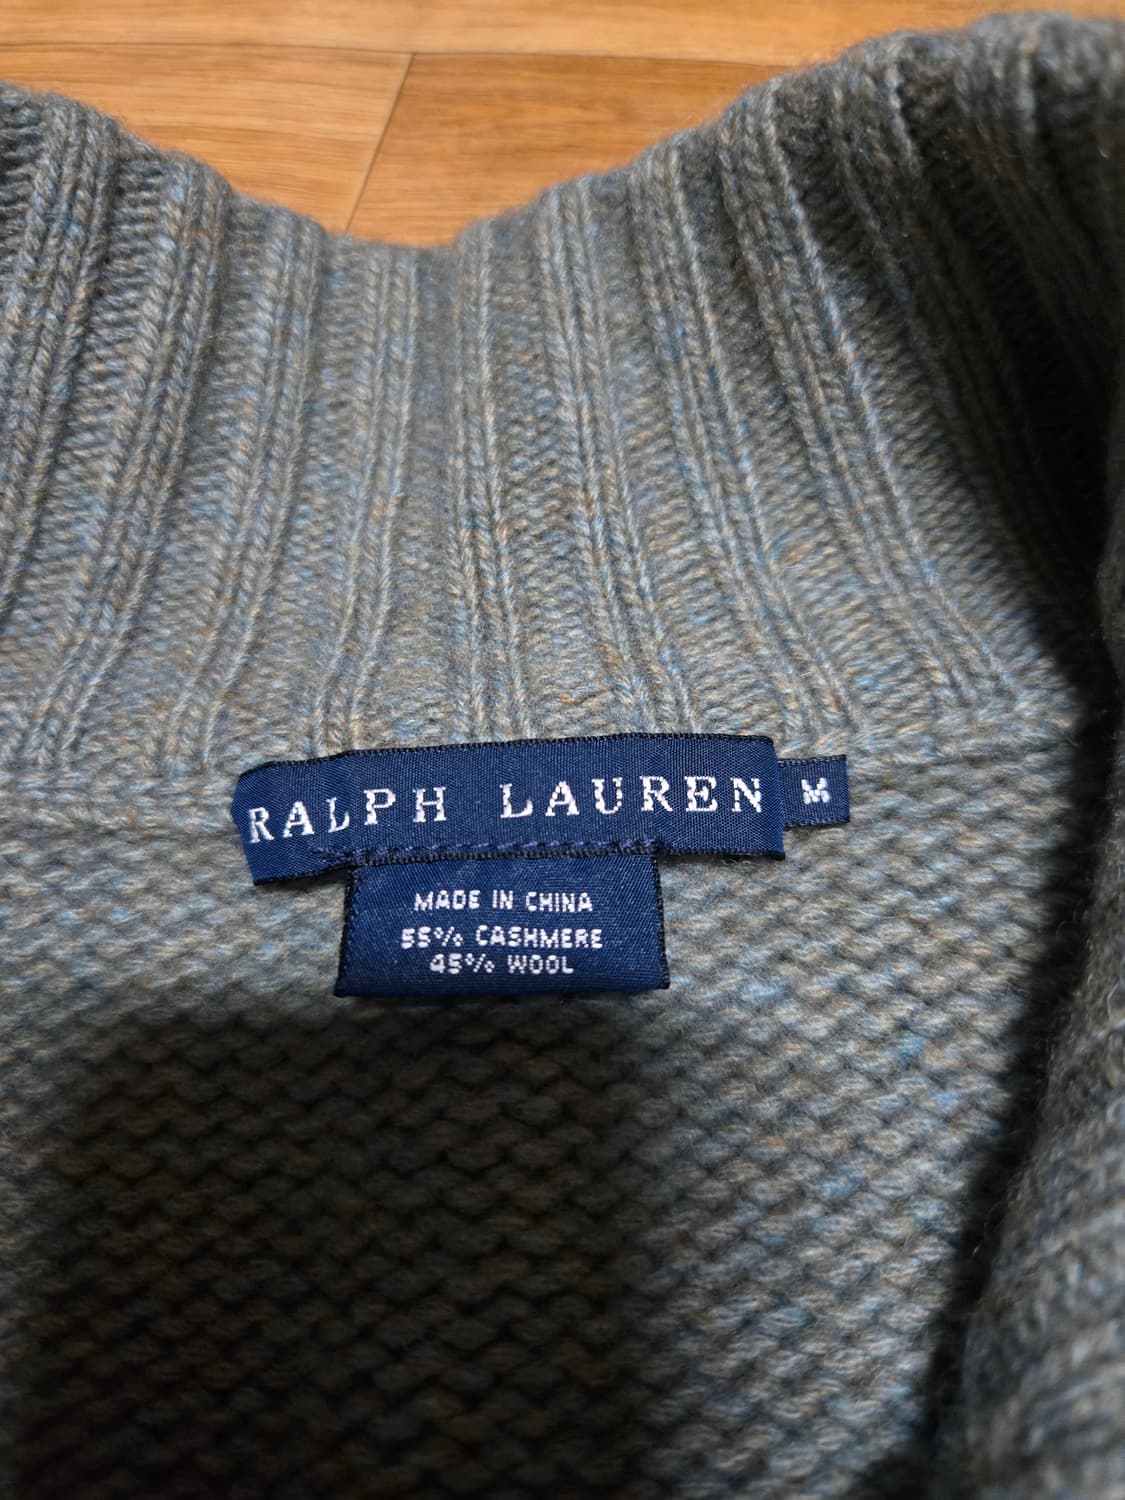 RALPH LAUREN M
MADE IN CHINA
55% CASHMERE
45% WOOL